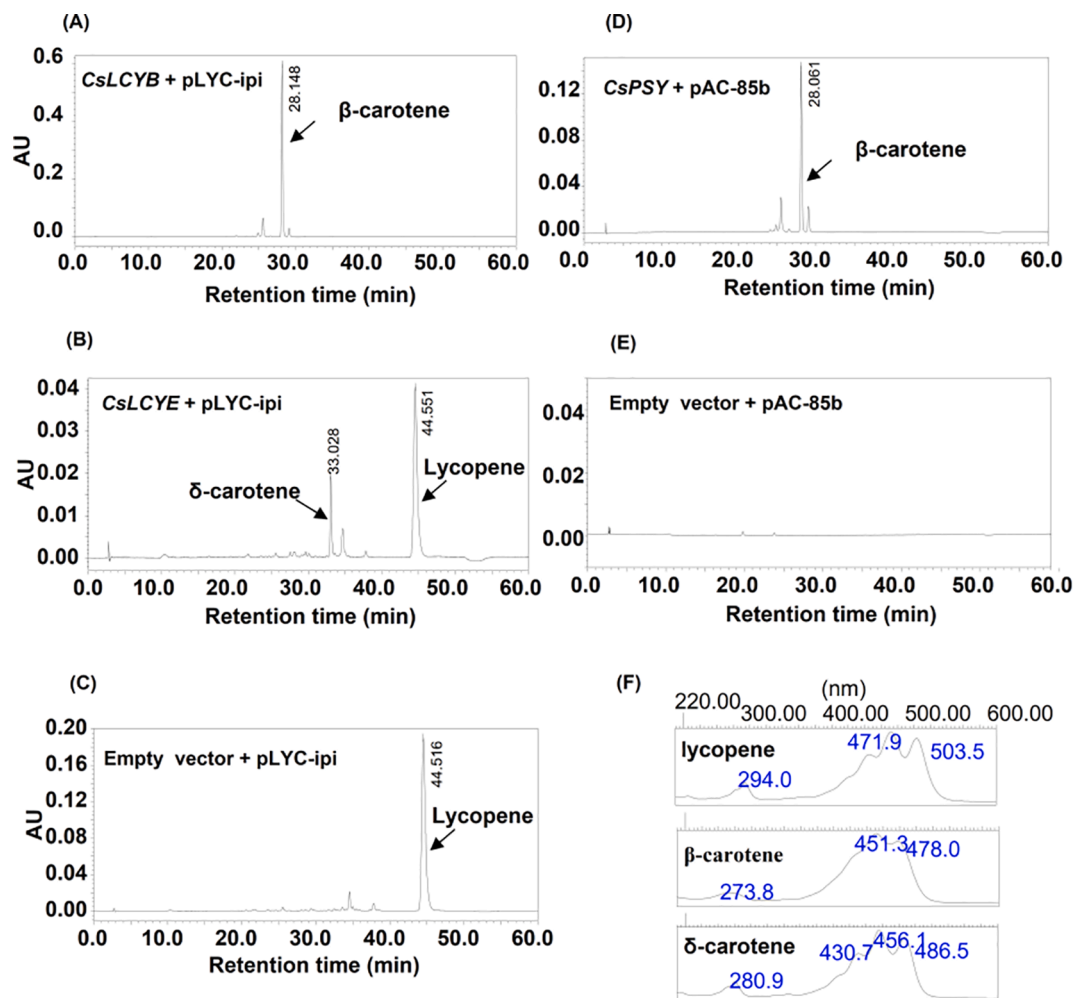 (A)
0.6
0.4
0.2
0.0
AU
CsLCYB + pLYC-ipi
28.148
β-carotene
0.0 10.0 20.0 30.0 40.0 50.0 60.0
Retention time (min)
(D)
0.12
0.08
0.04
0.00
CsPSY + pAC-85b
28.061
β-carotene
0.0 10.0 20.0 30.0 40.0 50.0 60.0
Retention time (min)
(B)
0.04
0.03
0.02
0.01
0.00
AU
CsLCYE + pLYC-ipi
33.028
44.551
δ-carotene
Lycopene
0.0 10.0 20.0 30.0 40.0 50.0 60.0
Retention time (min)
(E)
0.04
0.02
0.00
Empty vector + pAC-85b
0.0 10.0 20.0 30.0 40.0 50.0 60.0
Retention time (min)
(C)
0.20
0.16
0.12
0.08
0.04
0.00
AU
Empty vector + pLYC-ipi
44.516
Lycopene
0.0 10.0 20.0 30.0 40.0 50.0 60.0
Retention time (min)
(F)
(nm)
220.00 300.00 400.00 500.00 600.00
lycopene
294.0
471.9
503.5
β-carotene
273.8
451.3
478.0
δ-carotene
280.9
430.7
456.1
486.5